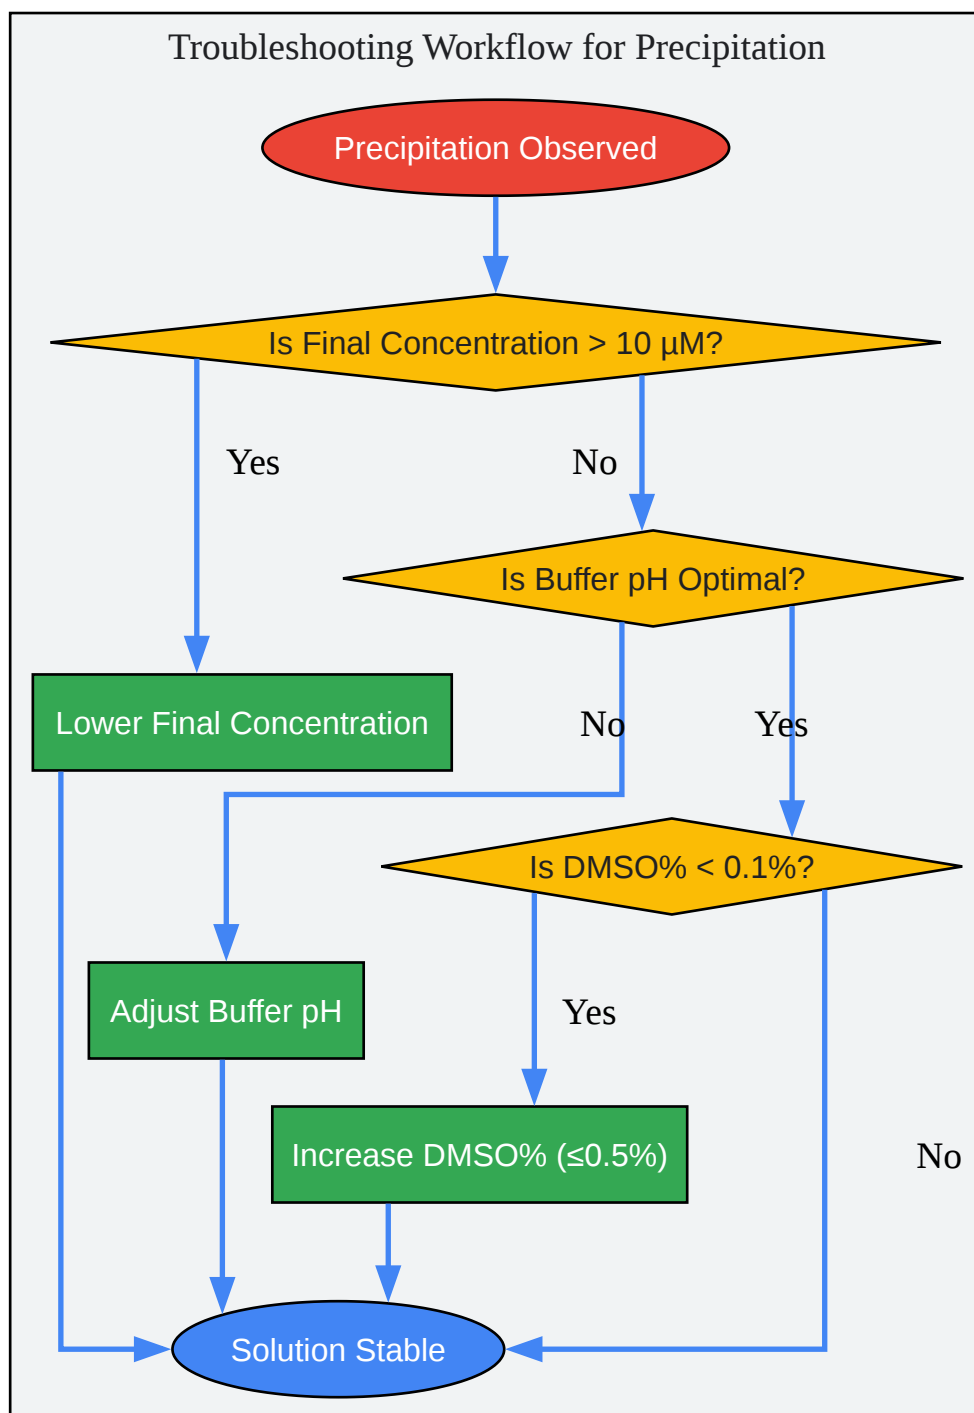 Troubleshooting Workflow for Precipitation
Precipitation Observed
Is Final Concentration > 10 µM?
Yes
No
Is Buffer pH Optimal?
Lower Final Concentration
No
Yes
Is DMSO% < 0.1%?
Adjust Buffer pH
Yes
Increase DMSO% (≤0.5%)
No
Solution Stable